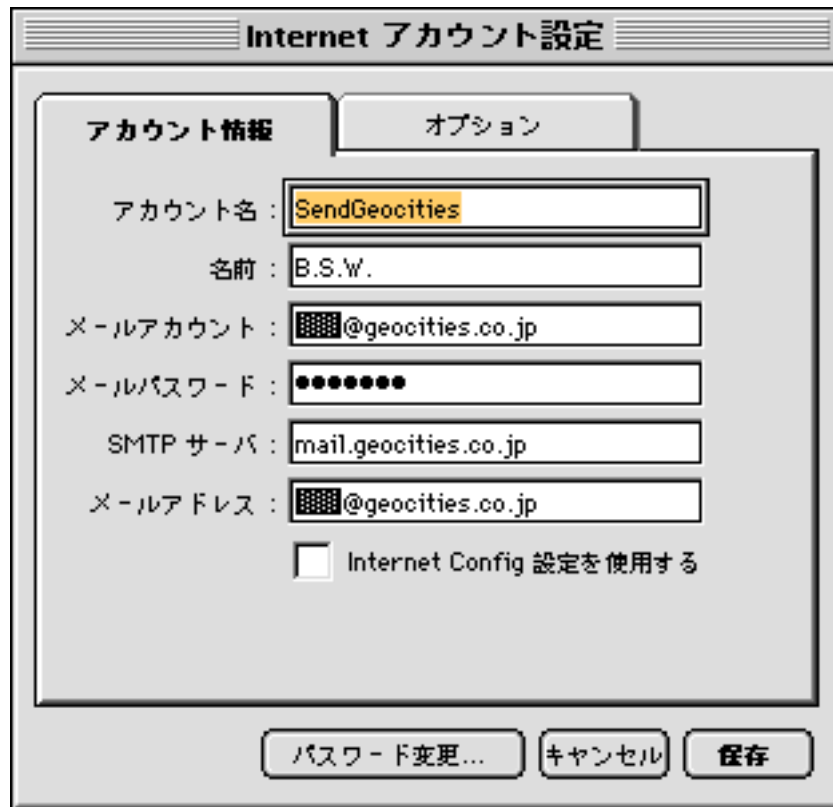 Internet アカウント設定
アカウント情報 オプション
アカウント名 : SendGeocities
名前 : B.S.W.
メールアカウント : @geocities.co.jp
メールパスワード : ●●●●●●●
SMTP サーバ : mail.geocities.co.jp
メールアドレス : @geocities.co.jp
Internet Config 設定を使用する
パスワード変更... キャンセル 保存